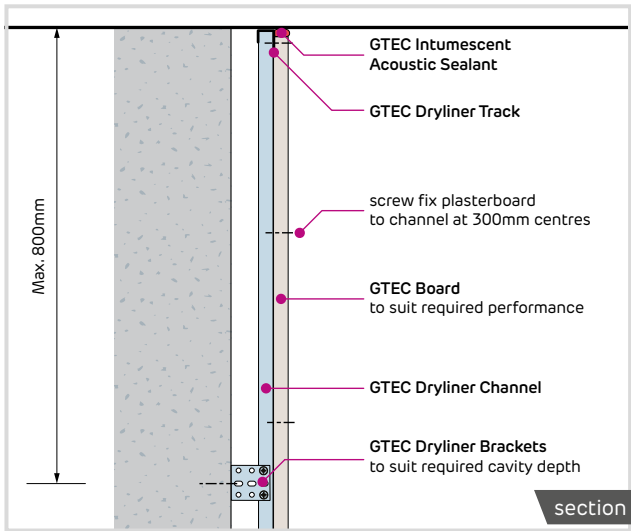 GTEC Intumescent
Acoustic Sealant
GTEC Dryliner Track
Max. 800mm
screw fix plasterboard
to channel at 300mm centres
GTEC Board
to suit required performance
GTEC Dryliner Channel
GTEC Dryliner Brackets
to suit required cavity depth
section